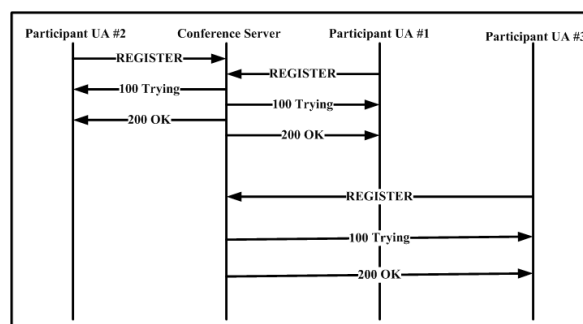 Participant UA #2 Conference Server Participant UA #1 Participant UA #3
REGISTER
REGISTER
100 Trying
100 Trying
200 OK
200 OK
REGISTER
100 Trying
200 OK